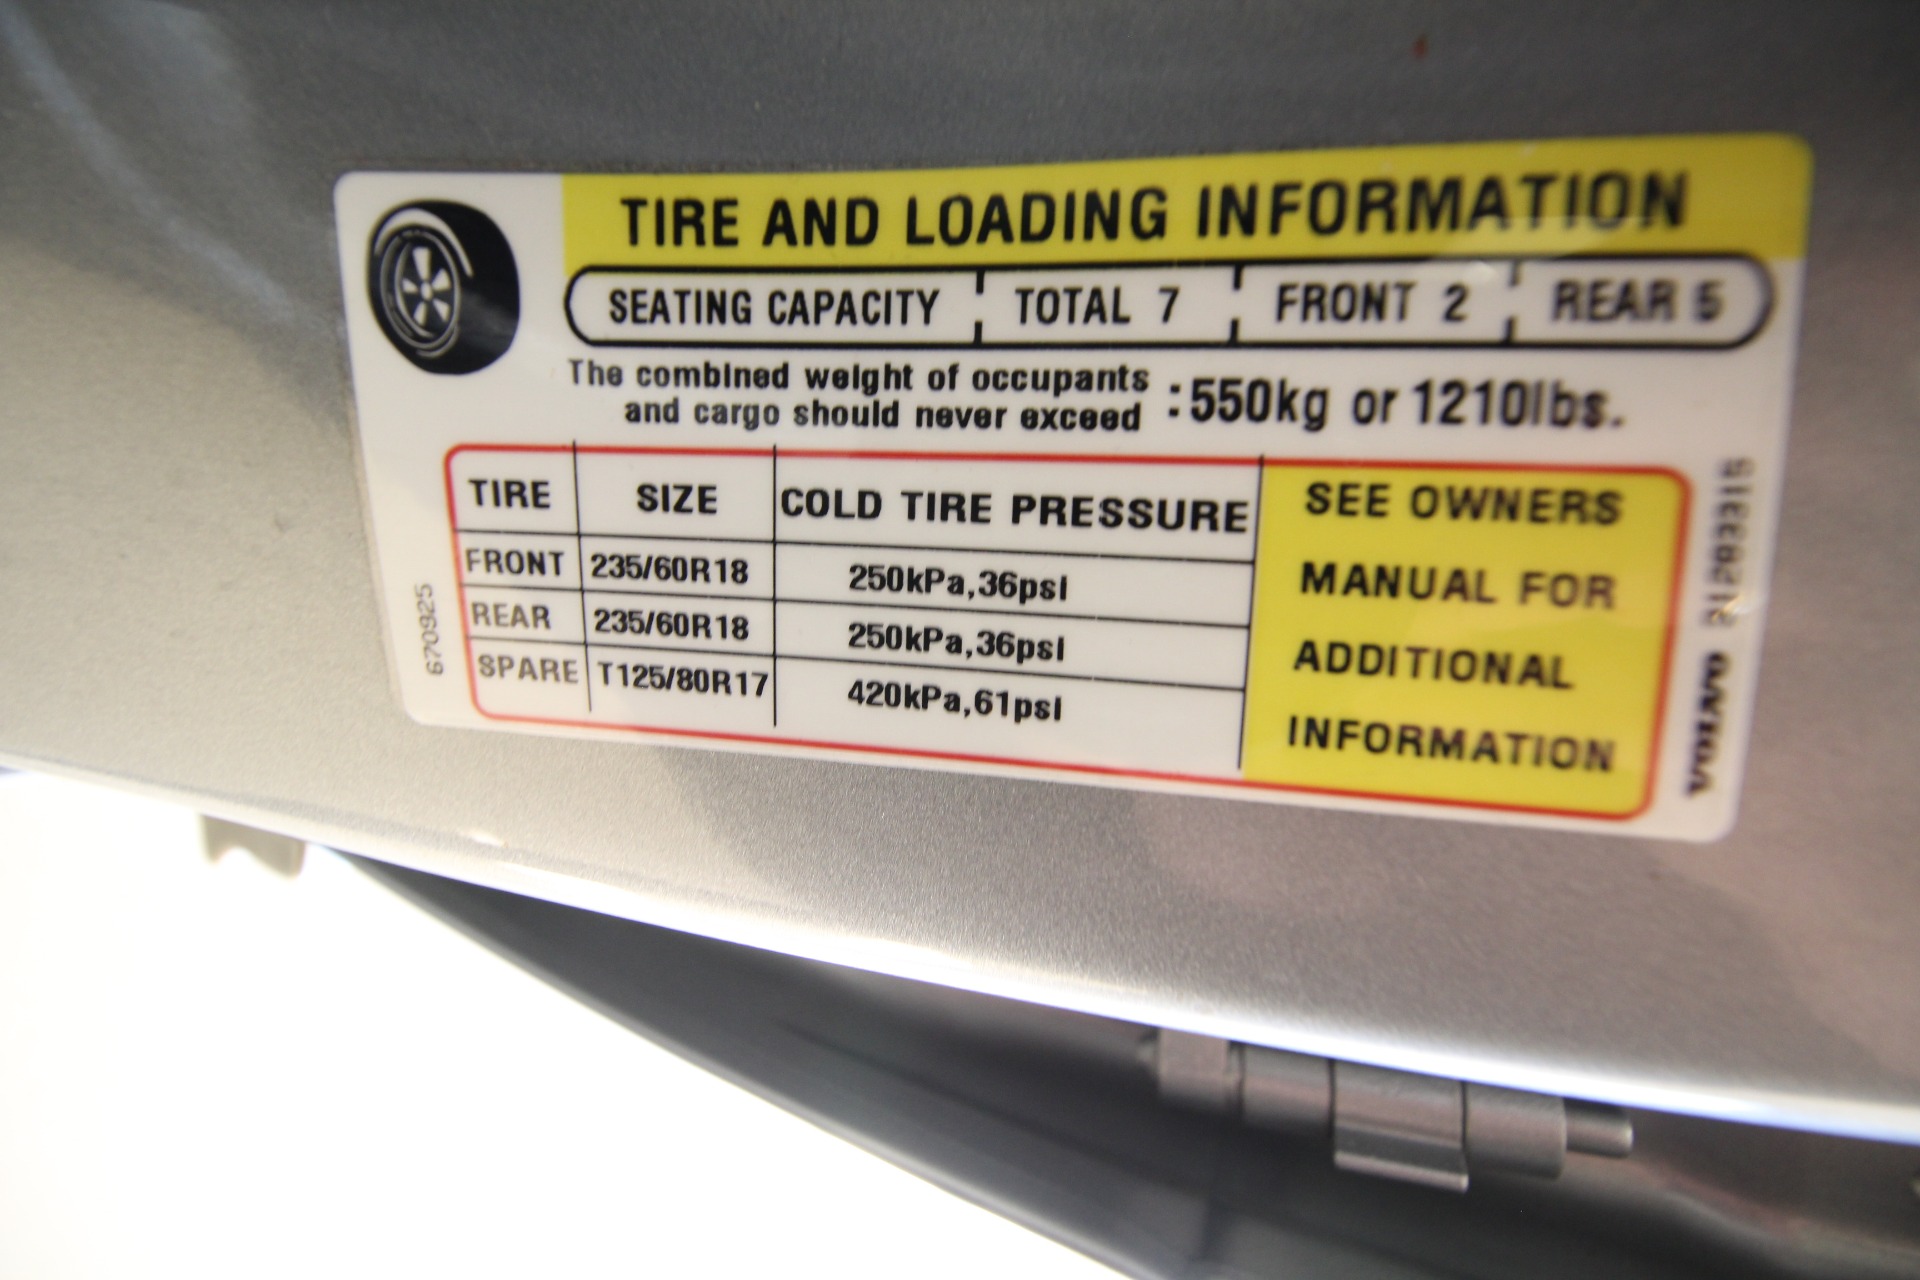 TIRE AND LOADING INFORMATION
SEATING CAPACITY TOTAL 7 FRONT 2 REAR 5
The combined weight of occupants
and cargo should never exceed :550kg or 1210lbs.
TIRE SIZE COLD TIRE PRESSURE
FRONT 235/60R18 250kPa,36psi
REAR 235/60R18 250kPa,36psi
SPARE T125/80R17 420kPa,61psi
SEE OWNERS
MANUAL FOR
ADDITIONAL
INFORMATION
670925
VOLVO